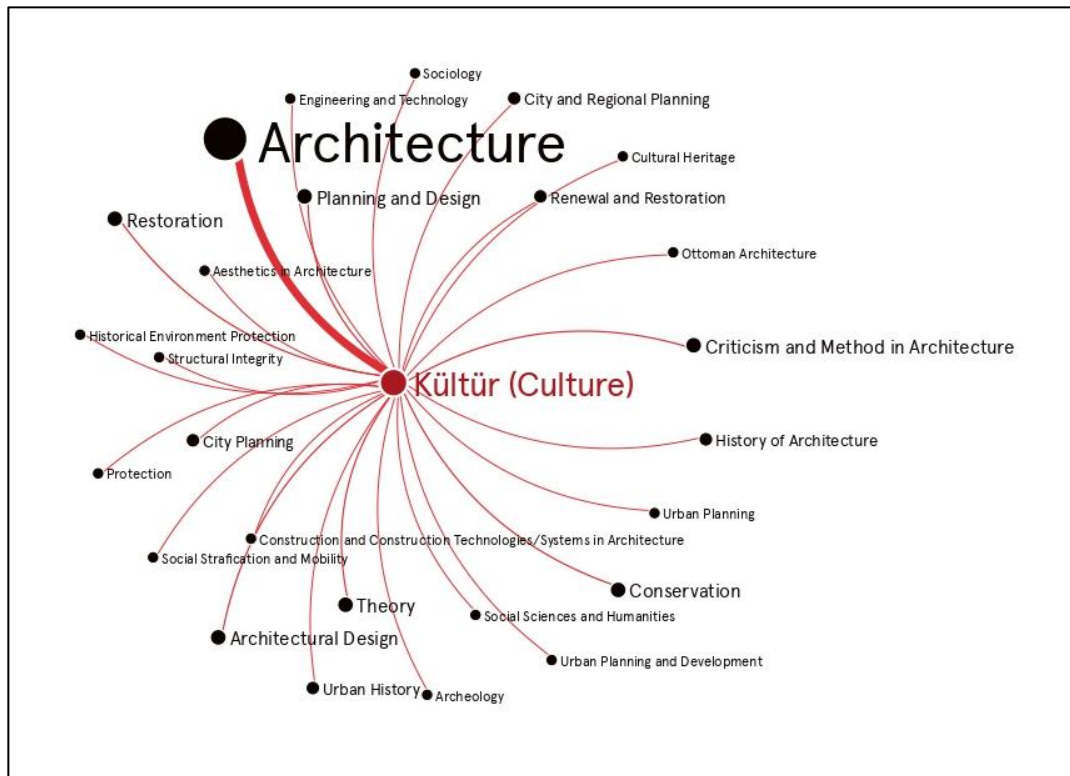 Sociology
Engineering and Technology
City and Regional Planning
Architecture
Cultural Heritage
Planning and Design
Renewal and Restoration
Restoration
Ottoman Architecture
Aesthetics in Architecture
Historical Environment Protection
Structural Integrity
Criticism and Method in Architecture
Kültür (Culture)
City Planning
History of Architecture
Protection
Urban Planning
Construction and Construction Technologies/Systems in Architecture
Social Strafication and Mobility
Conservation
Theory
Social Sciences and Humanities
Architectural Design
Urban Planning and Development
Urban History
Archeology